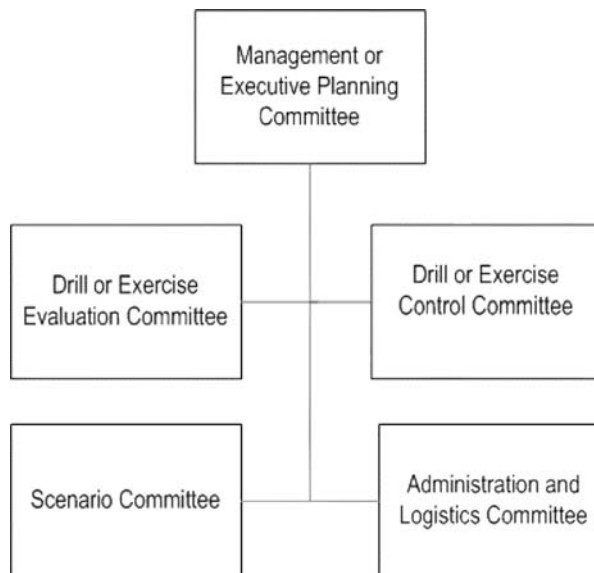 Management or
Executive Planning
Committee
Drill or Exercise
Evaluation Committee
Drill or Exercise
Control Committee
Scenario Committee
Administration and
Logistics Committee